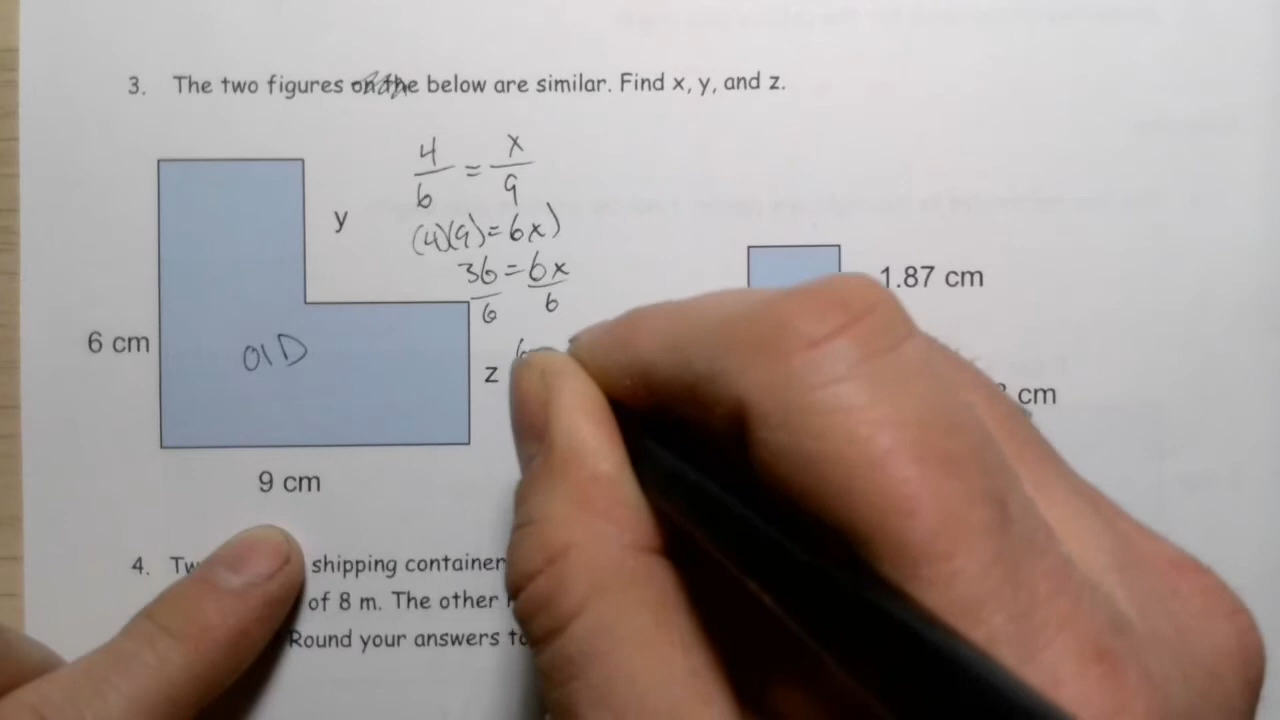 3. The two figures below are similar. Find x, y, and z.
4/6 = x/9
(4)(9)=6x)
36/6 = 6x/6
6
y
1.87 cm
6 cm
OlD
z
cm
9 cm
4. shipping container
of 8 m. The other
Round your answers to